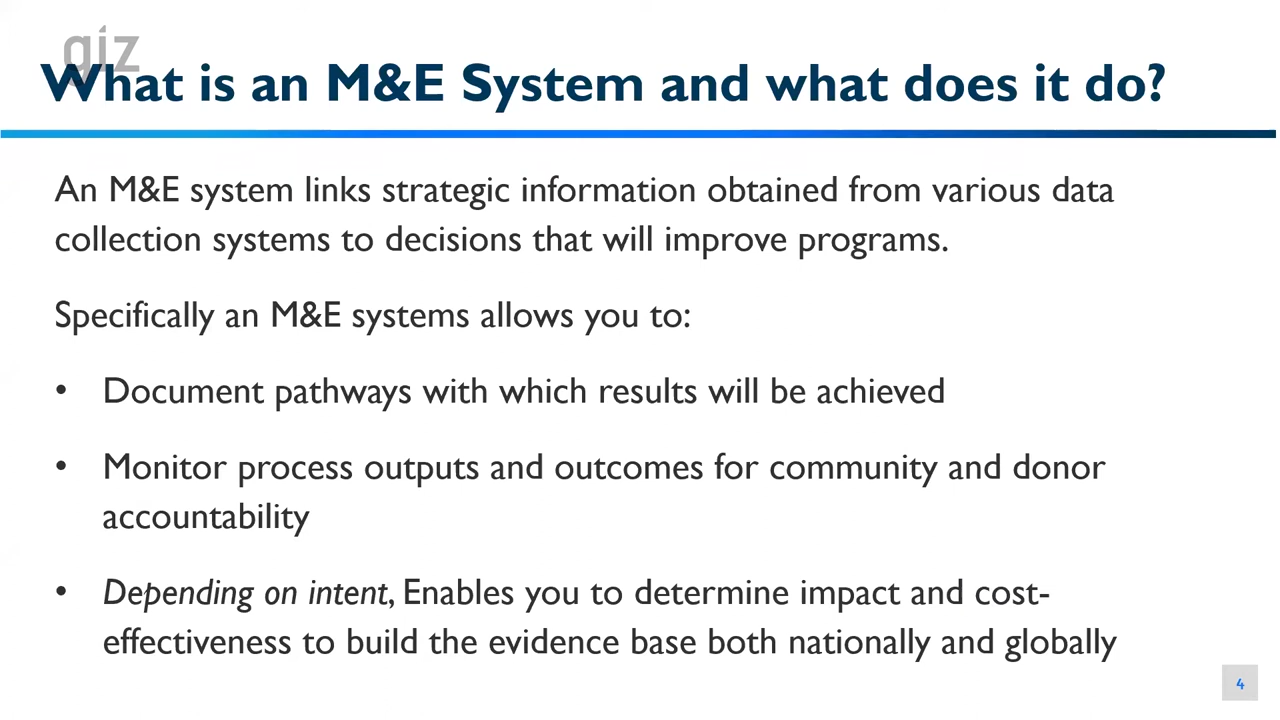 giz
What is an M&E System and what does it do?
An M&E system links strategic information obtained from various data
collection systems to decisions that will improve programs.
Specifically an M&E systems allows you to:
• Document pathways with which results will be achieved
• Monitor process outputs and outcomes for community and donor
accountability
• Depending on intent, Enables you to determine impact and cost-
effectiveness to build the evidence base both nationally and globally
4